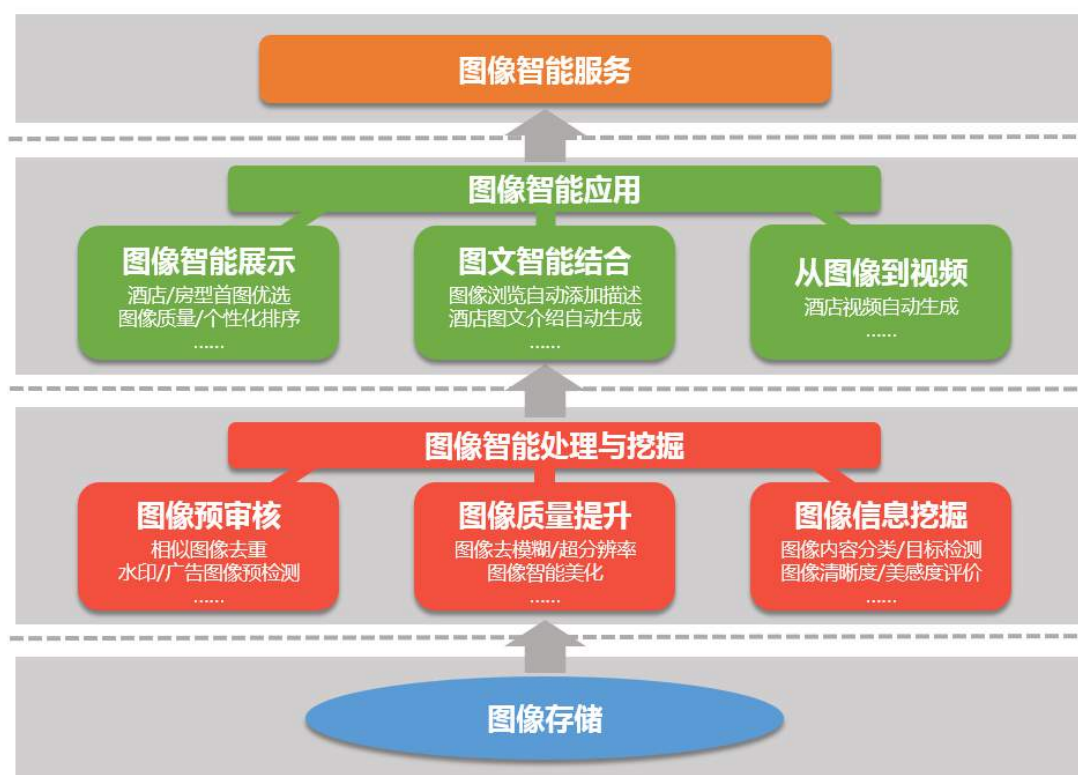 图像智能服务
图像智能应用
图像智能展示
酒店/房型首图优选
图像质量/个性化排序
......
图文智能结合
图像浏览自动添加描述
酒店图文介绍自动生成
......
从图像到视频
酒店视频自动生成
......
图像智能处理与挖掘
图像预审核
相似图像去重
水印/广告图像预检测
......
图像质量提升
图像去模糊/超分辨率
图像智能美化
......
图像信息挖掘
图像内容分类/目标检测
图像清晰度/美感度评价
......
图像存储